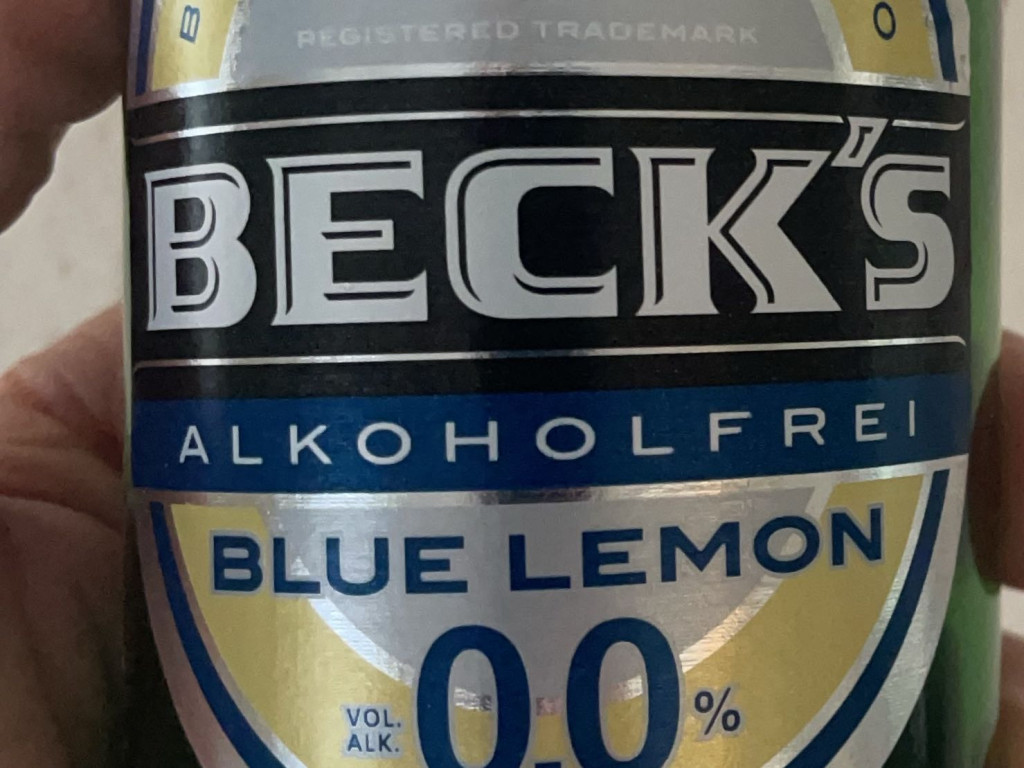 REGISTERED TRADEMARK
BECK'S
ALKOHOLFREI
BLUE LEMON
VOL. ALK. 0.0 %